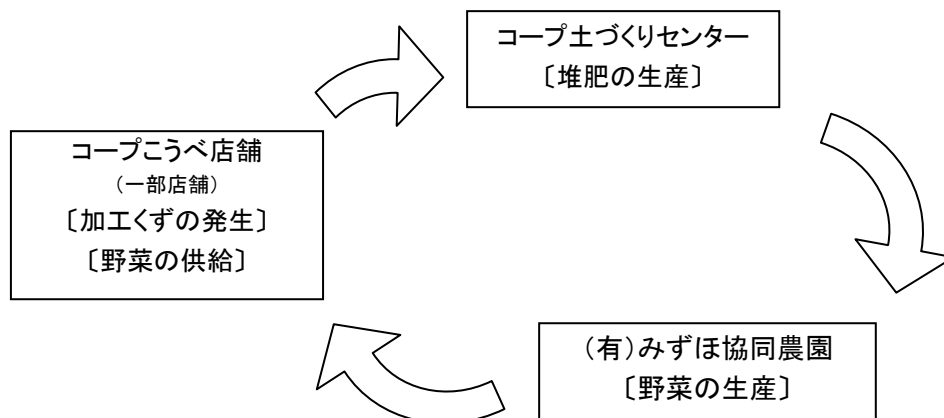 コープ土づくりセンター
〔堆肥の生産〕
コープこうべ店舗
（一部店舗）
〔加工くずの発生〕
〔野菜の供給〕
（有）みずほ協同農園
〔野菜の生産〕